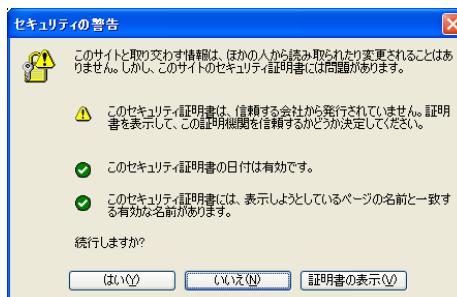 セキュリティの警告
このサイトと取り交わす情報は、ほかの人から読み取られたり変更されることはあ
りません。しかし、このサイトのセキュリティ証明書には問題があります。
このセキュリティ証明書は、信頼する会社から発行されていません。証明
書を表示して、この証明機関を信頼するかどうか決定してください。
このセキュリティ証明書の日付は有効です。
このセキュリティ証明書には、表示しようとしているページの名前と一致す
る有効な名前があります。
続行しますか?
はい(Y) いいえ(N) 証明書の表示(V)